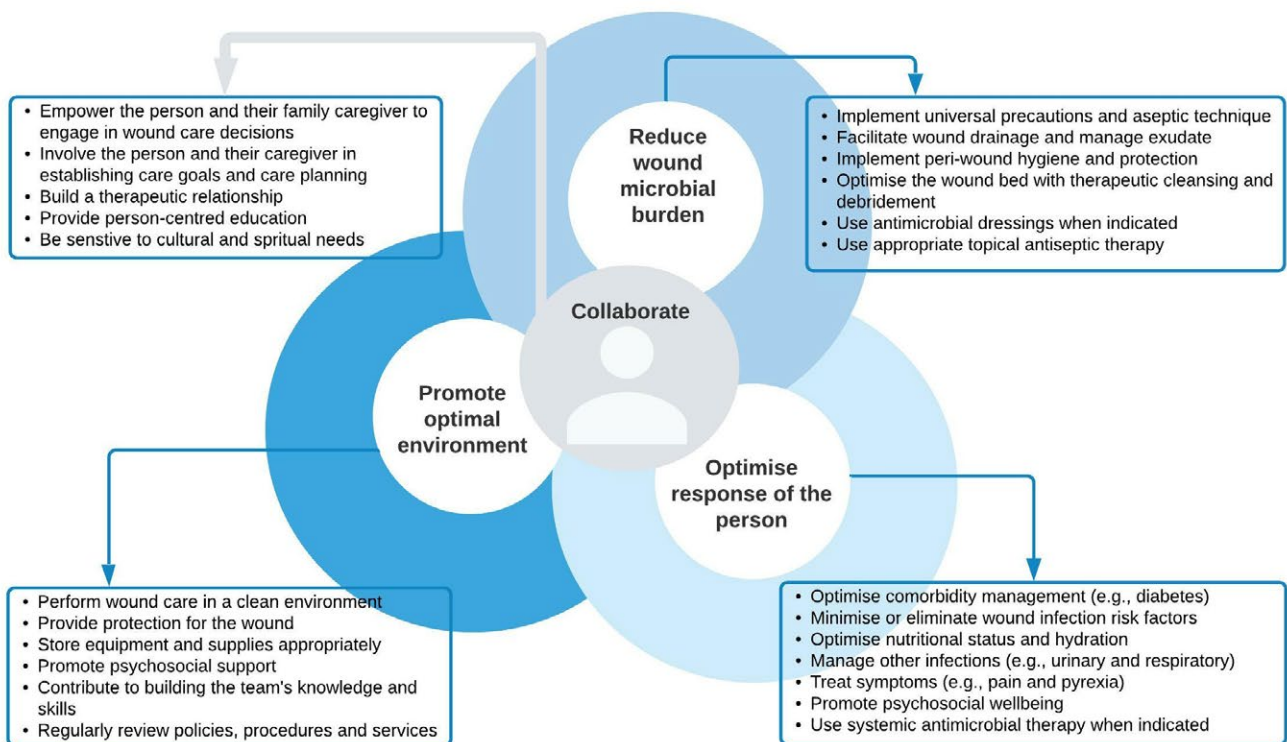 • Empower the person and their family caregiver to
engage in wound care decisions
• Involve the person and their caregiver in
establishing care goals and care planning
• Build a therapeutic relationship
• Provide person-centred education
• Be senstive to cultural and spritual needs
Reduce
wound
microbial
burden
• Implement universal precautions and aseptic technique
• Facilitate wound drainage and manage exudate
• Implement peri-wound hygiene and protection
• Optimise the wound bed with therapeutic cleansing and
debridement
• Use antimicrobial dressings when indicated
• Use appropriate topical antiseptic therapy
Collaborate
Promote
optimal
environment
Optimise
response of the
person
• Perform wound care in a clean environment
• Provide protection for the wound
• Store equipment and supplies appropriately
• Promote psychosocial support
• Contribute to building the team's knowledge and
skills
• Regularly review policies, procedures and services
• Optimise comorbidity management (e.g., diabetes)
• Minimise or eliminate wound infection risk factors
• Optimise nutritional status and hydration
• Manage other infections (e.g., urinary and respiratory)
• Treat symptoms (e.g., pain and pyrexia)
• Promote psychosocial wellbeing
• Use systemic antimicrobial therapy when indicated